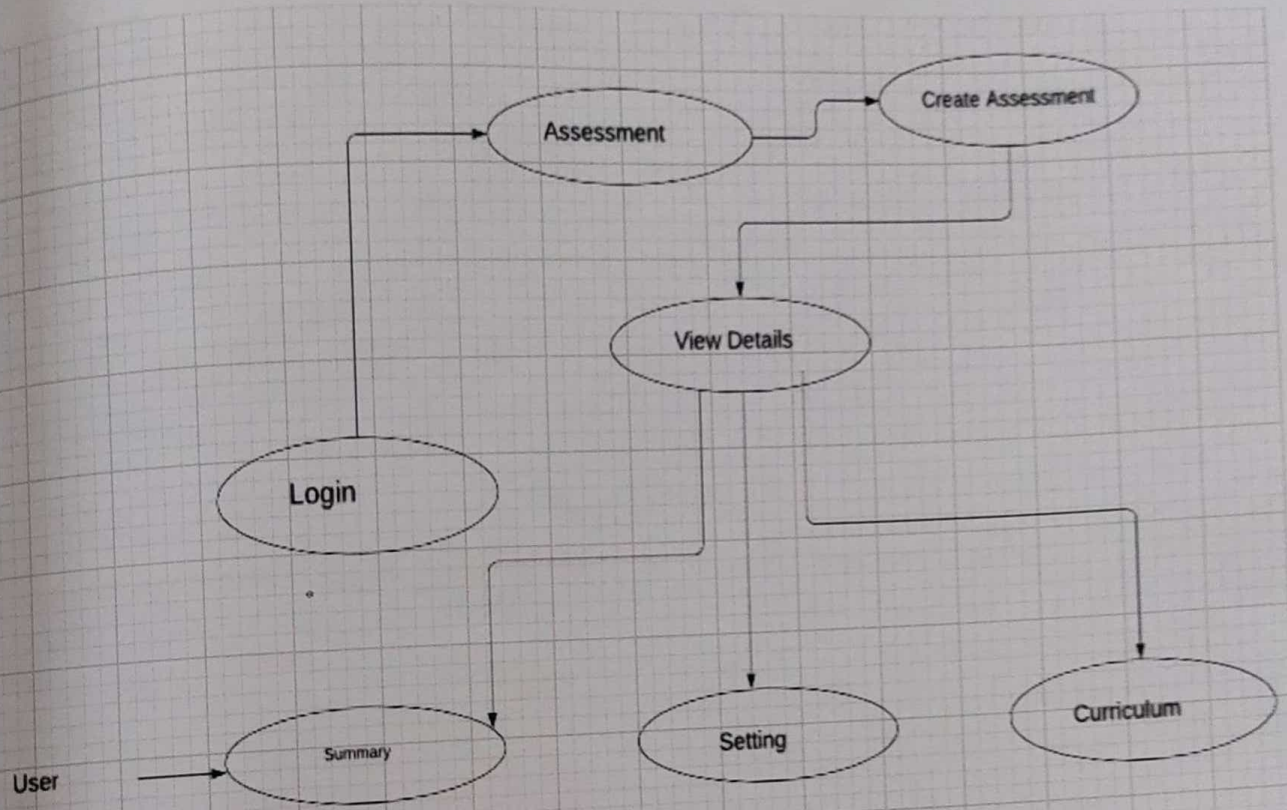 Create Assessment
Assessment
View Details
Login
Summary
Setting
Curriculum
User